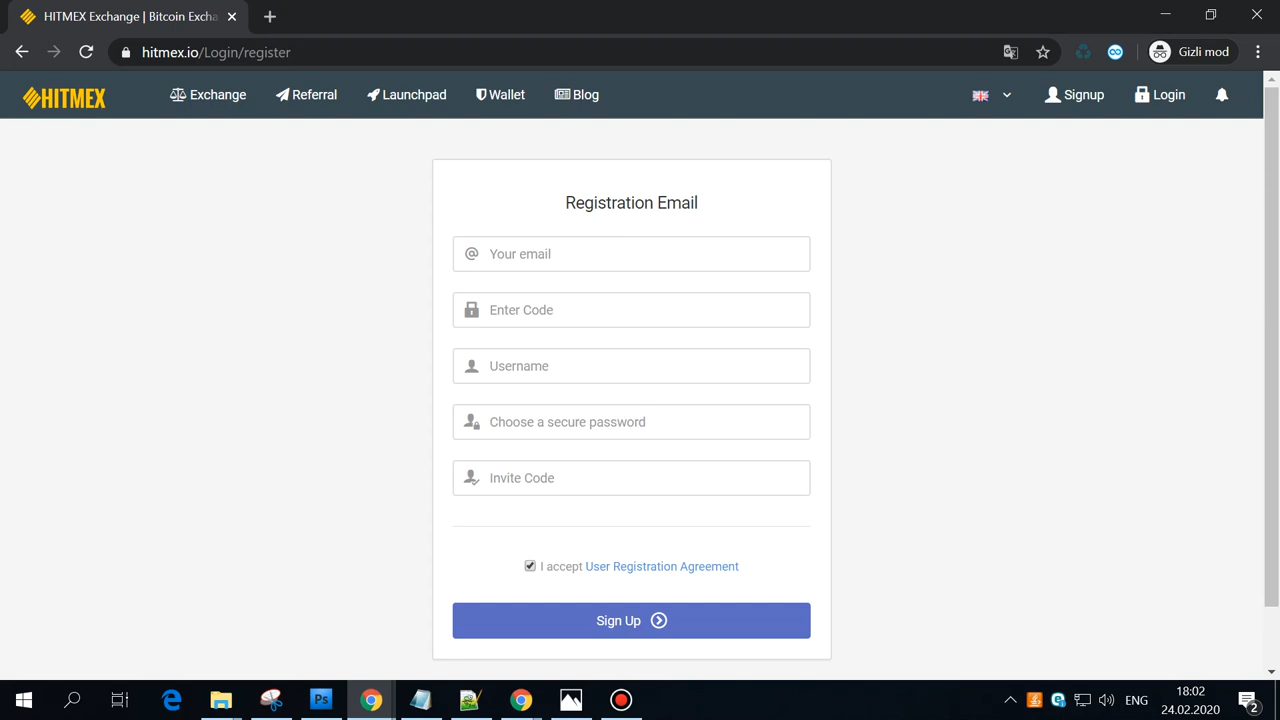 HITMEX Exchange | Bitcoin Excha
hitmex.io/Login/register
Gizli mod
HITMEX
Exchange
Referral
Launchpad
Wallet
Blog
Signup
Login
Registration Email
Your email
Enter Code
Username
Choose a secure password
Invite Code
I accept User Registration Agreement
Sign Up
Ps
ENG
18:02
24.02.2020
2